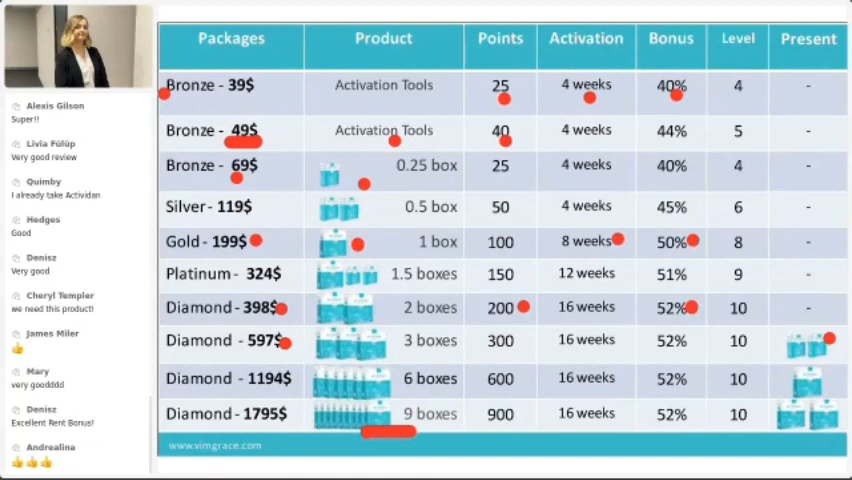 Alexis Gilson
Super!!
Livia Fülüp
Very good review
Quimby
I already take Actividan
Hedges
Good
Denisz
Very good
Cheryl Templer
we need this product!
James Miler
👍
Mary
very goodddd
Denisz
Excellent Rent Bonus!
Andrealina
👍👍👍
Packages Product Points Activation Bonus Level Present
Bronze - 39$ Activation Tools 25 4 weeks 40% 4 -
Bronze - 49$ Activation Tools 40 4 weeks 44% 5 -
Bronze - 69$ 0.25 box 25 4 weeks 40% 4 -
Silver - 119$ 0.5 box 50 4 weeks 45% 6 -
Gold - 199$ 1 box 100 8 weeks 50% 8 -
Platinum - 324$ 1.5 boxes 150 12 weeks 51% 9 -
Diamond - 398$ 2 boxes 200 16 weeks 52% 10 -
Diamond - 597$ 3 boxes 300 16 weeks 52% 10
Diamond - 1194$ 6 boxes 600 16 weeks 52% 10
Diamond - 1795$ 9 boxes 900 16 weeks 52% 10
www.vimgrace.com